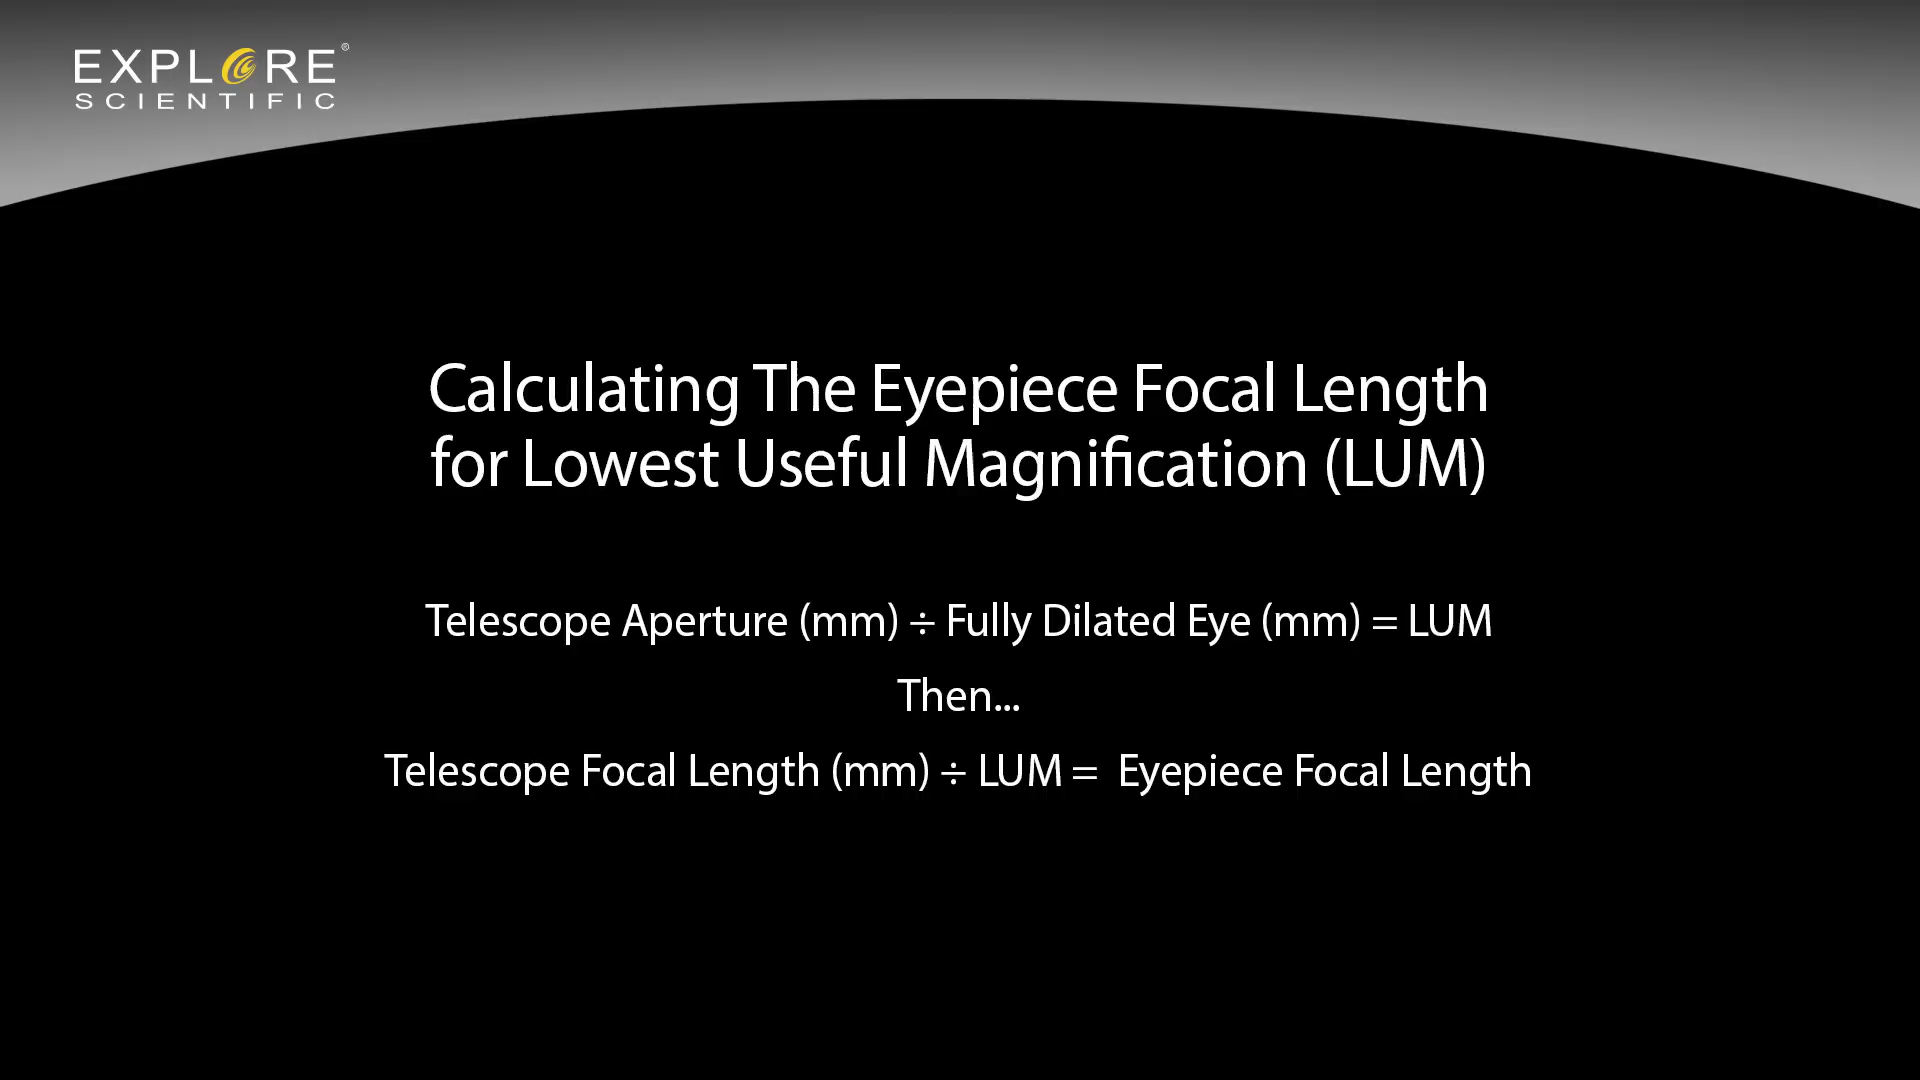 EXPLORE®
SCIENTIFIC
Calculating The Eyepiece Focal Length
for Lowest Useful Magnification (LUM)
Telescope Aperture (mm) ÷ Fully Dilated Eye (mm) = LUM
Then...
Telescope Focal Length (mm) ÷ LUM = Eyepiece Focal Length